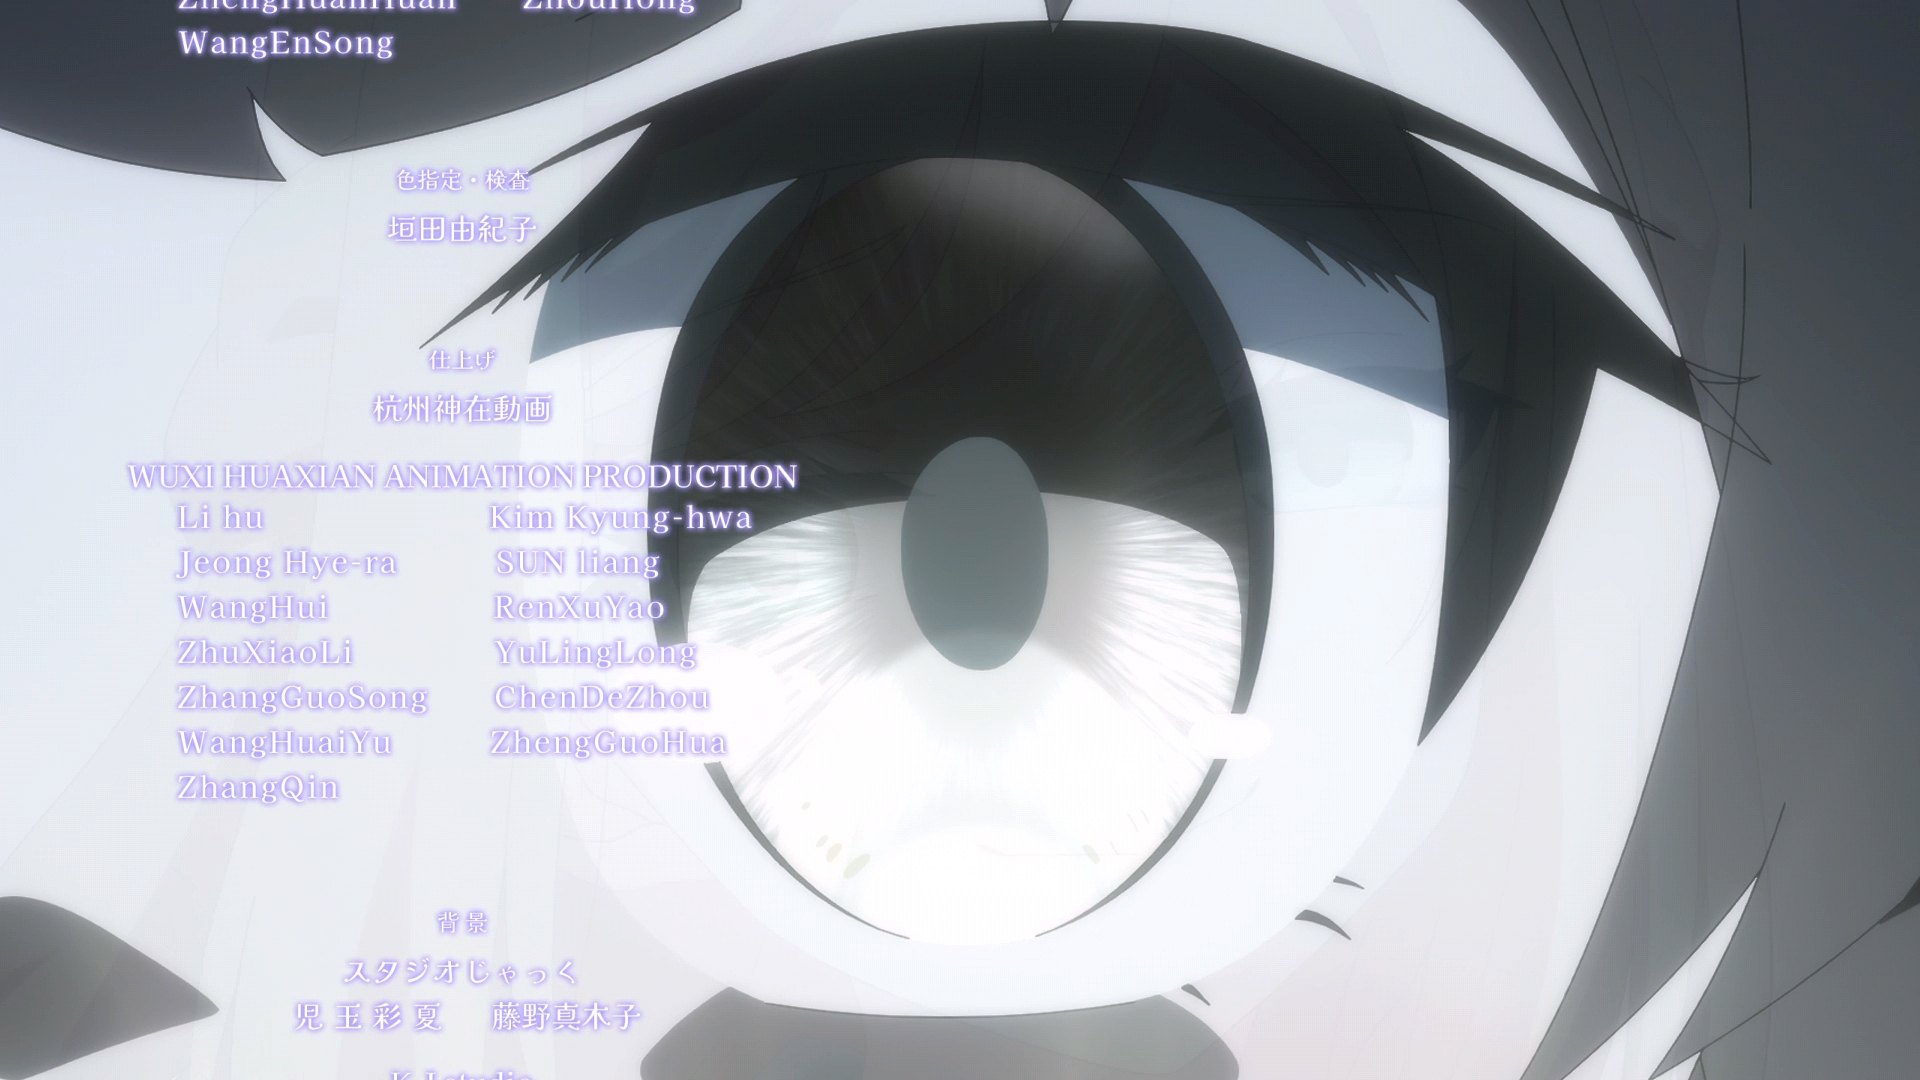 ZhengHuanHuan ZhouHong
WangEnSong
色指定・検査
垣田由紀子
仕上げ
杭州神在動画
WUXI HUAXIAN ANIMATION PRODUCTION
Li hu Kim Kyung-hwa
Jeong Hye-ra SUN liang
WangHui RenXuYao
ZhuXiaoLi YuLingLong
ZhangGuoSong ChenDeZhou
WangHuaiYu ZhengGuoHua
ZhangQin
背景
スタジオじゃっく
児玉彩夏 藤野真木子